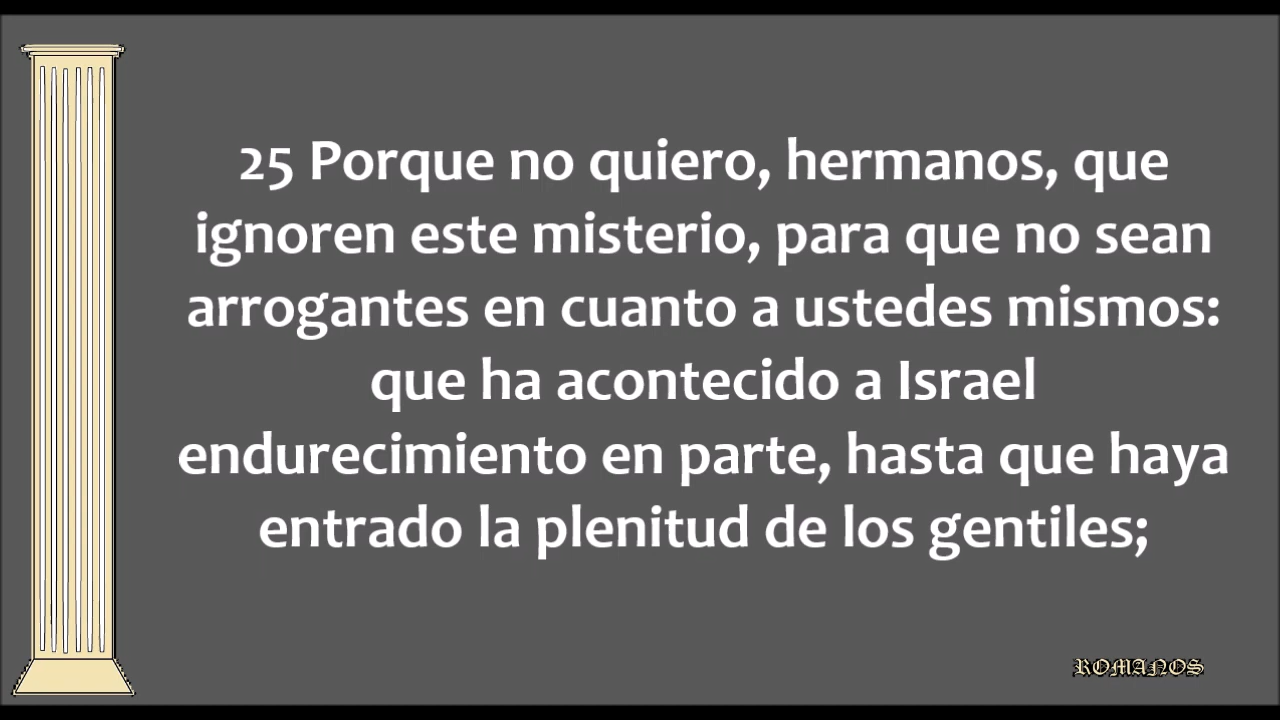 25 Porque no quiero, hermanos, que
ignoren este misterio, para que no sean
arrogantes en cuanto a ustedes mismos:
que ha acontecido a Israel
endurecimiento en parte, hasta que haya
entrado la plenitud de los gentiles;
ROMANOS